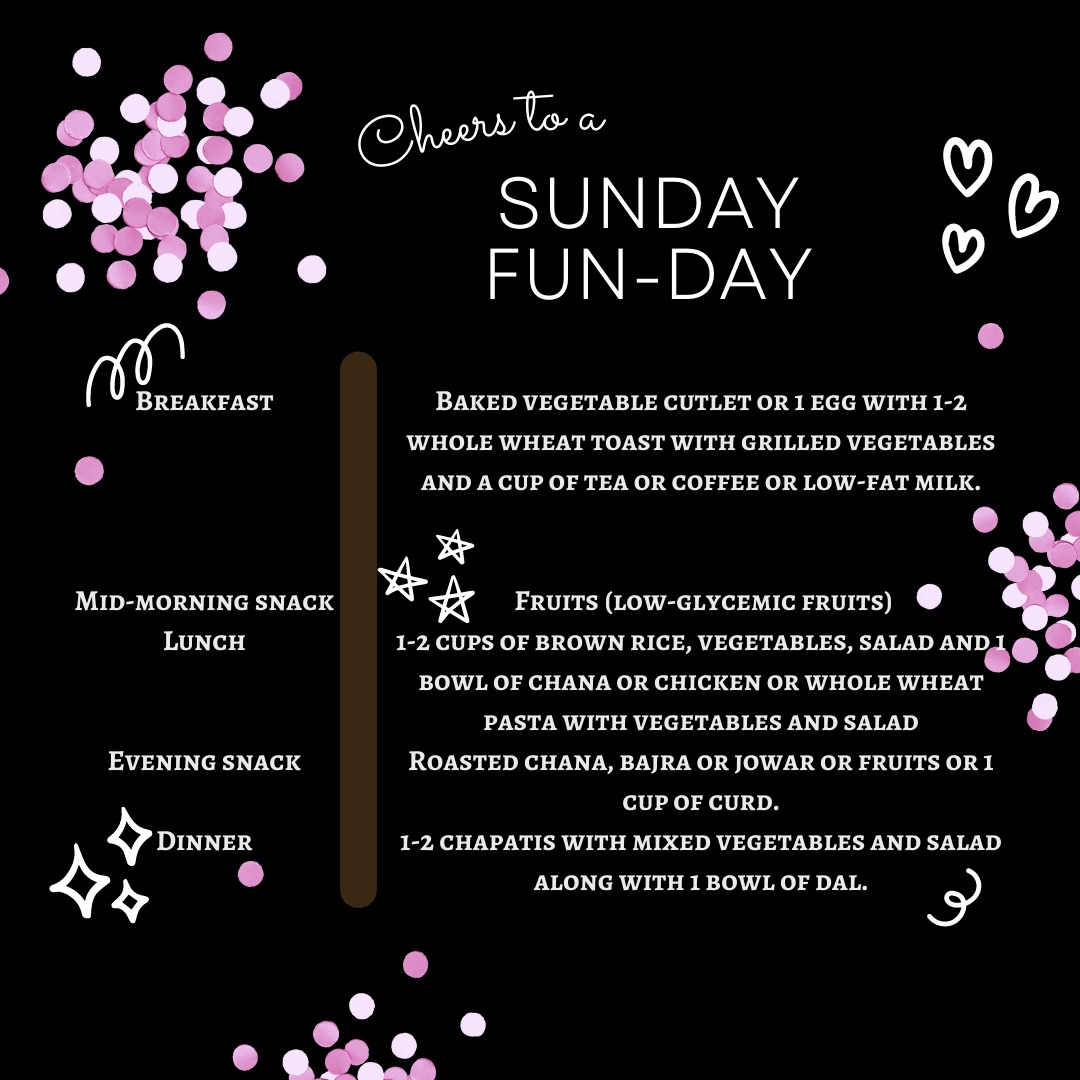 Cheers to a
SUNDAY
FUN-DAY
Breakfast
Baked vegetable cutlet or 1 egg with 1-2
whole wheat toast with grilled vegetables
and a cup of tea or coffee or low-fat milk.
Mid-morning snack
Fruits (low-glycemic fruits)
Lunch
1-2 cups of brown rice, vegetables, salad and 1
bowl of chana or chicken or whole wheat
pasta with vegetables and salad
Evening snack
Roasted chana, bajra or jowar or fruits or 1
cup of curd.
Dinner
1-2 chapatis with mixed vegetables and salad
along with 1 bowl of dal.